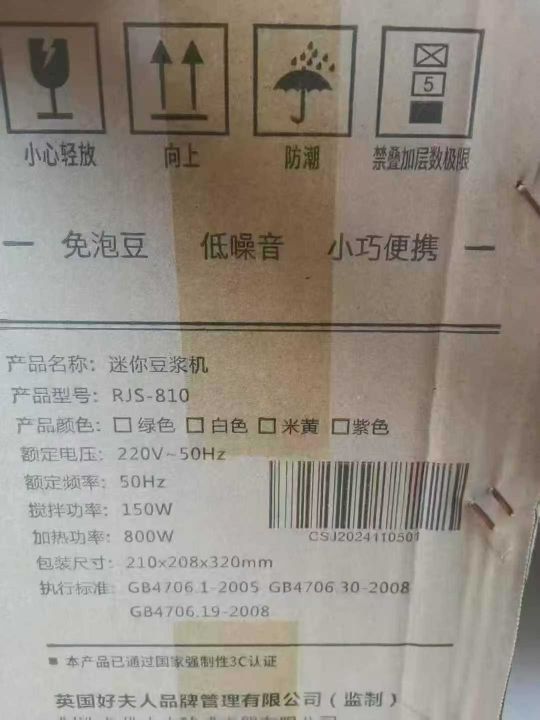 5
小心轻放 向上 防潮 禁叠加层数极限
一 免泡豆 低噪音 小巧便携 一
产品名称：迷你豆浆机
产品型号：RJS-810
产品颜色：☐绿色 ☐白色 ☐米黄 ☐紫色
额定电压：220V~50Hz
额定频率：50Hz
搅拌功率：150W
加热功率：800W
CSJ2024110501
包装尺寸：210x208x320mm
执行标准：GB4706.1-2005 GB4706.30-2008
GB4706.19-2008
■ 本产品已通过国家强制性3C认证
英国好夫人品牌管理有限公司（监制）